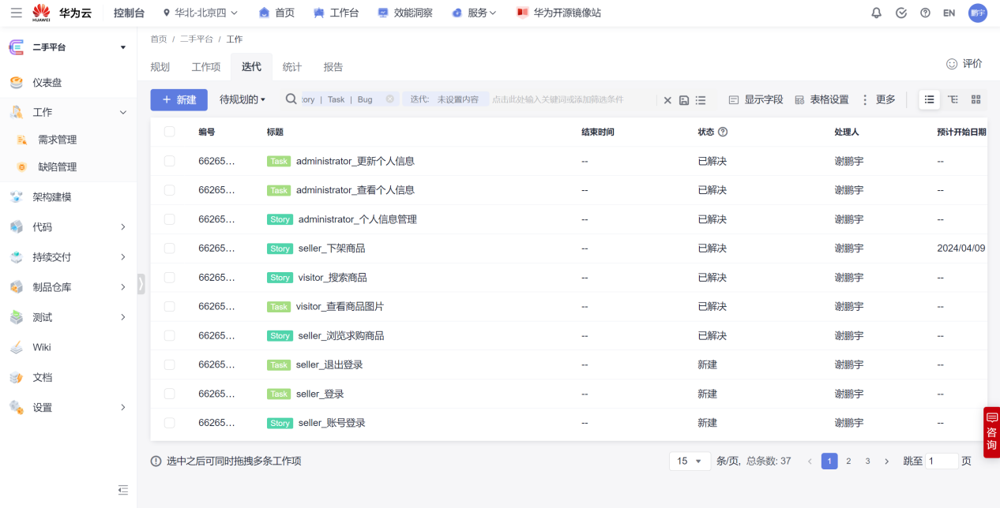 HUAWEI 华为云 控制台 华北-北京四 首页 工作台 效能洞察 服务 华为开源镜像站 EN 鹏宇
二手平台
首页 / 二手平台 / 工作
规划 工作项 迭代 统计 报告 评价
仪表盘
工作
需求管理
缺陷管理
架构建模
代码
持续交付
制品仓库
测试
Wiki
文档
设置
+ 新建 待规划的 tory | Task | Bug 迭代: 未设置内容 点击此处输入关键词或添加筛选条件 显示字段 表格设置 更多
编号 标题 结束时间 状态 处理人 预计开始日期
66265… Task administrator_更新个人信息 -- 已解决 谢鹏宇 --
66265… Task administrator_查看个人信息 -- 已解决 谢鹏宇 --
66265… Story administrator_个人信息管理 -- 已解决 谢鹏宇 --
66265… Story seller_下架商品 -- 已解决 谢鹏宇 2024/04/09
66265… Story visitor_搜索商品 -- 已解决 谢鹏宇 --
66265… Task visitor_查看商品图片 -- 已解决 谢鹏宇 --
66265… Story seller_浏览求购商品 -- 已解决 谢鹏宇 --
66265… Task seller_退出登录 -- 新建 谢鹏宇 --
66265… Task seller_登录 -- 新建 谢鹏宇 --
66265… Story seller_账号登录 -- 新建 谢鹏宇 --
选中之后可同时拖拽多条工作项 15 条/页, 总条数: 37 1 2 3 跳至 1 页
咨询